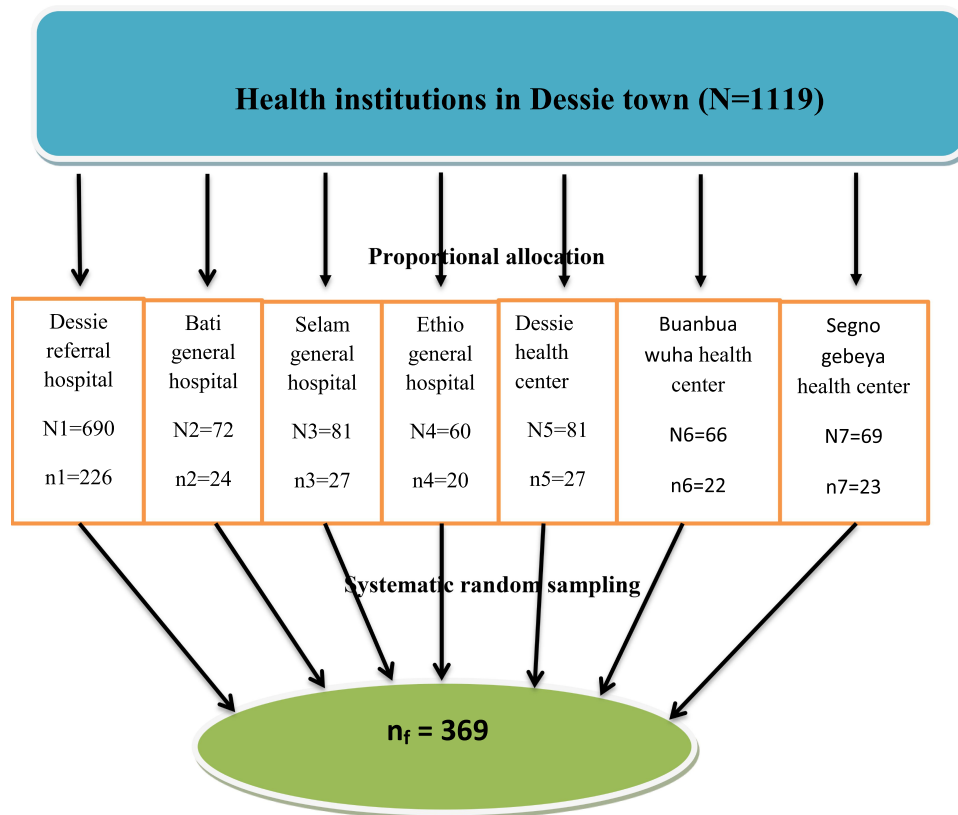 Health institutions in Dessie town (N=1119)
Proportional allocation
Dessie
referral
hospital
N1=690
n1=226
Bati
general
hospital
N2=72
n2=24
Selam
general
hospital
N3=81
n3=27
Ethio
general
hospital
N4=60
n4=20
Dessie
health
center
N5=81
n5=27
Buanbua
wuha health
center
N6=66
n6=22
Segno
gebeya
health center
N7=69
n7=23
Systematic random sampling
nf = 369